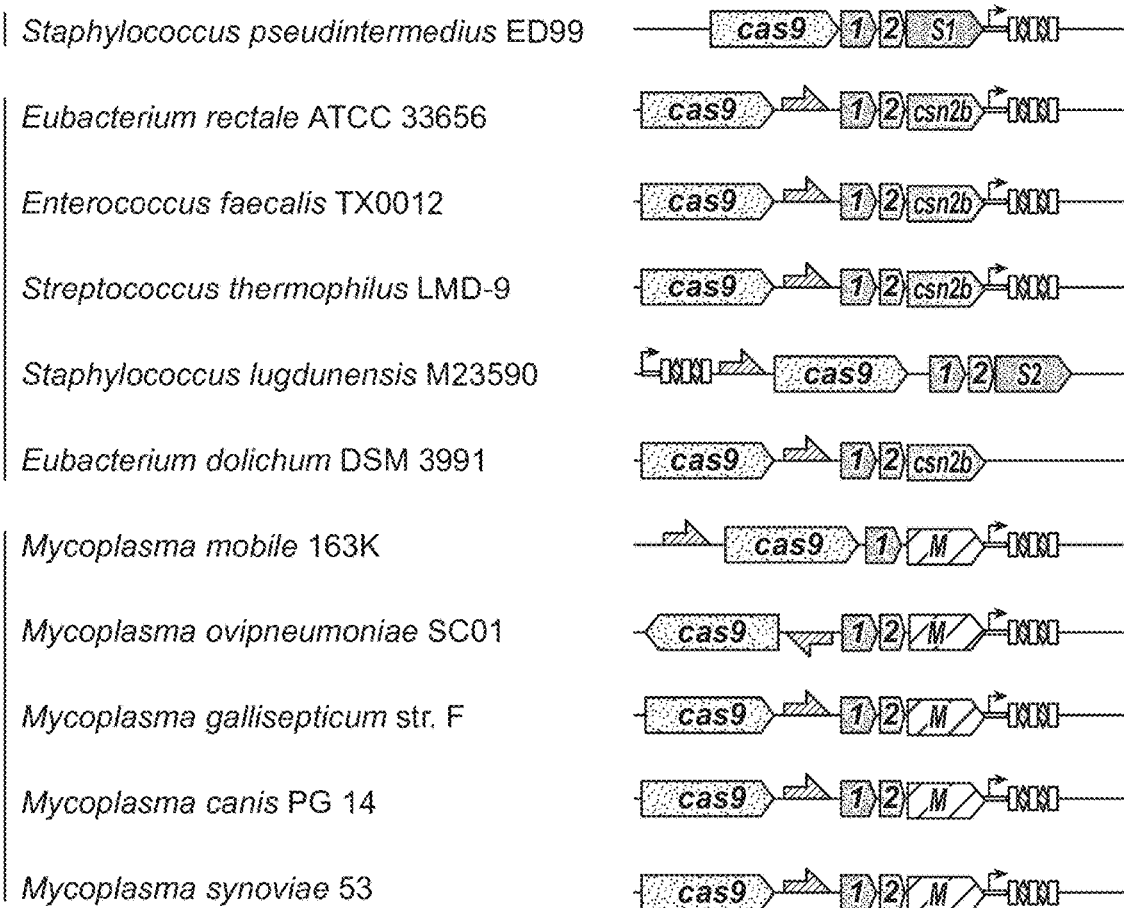 Staphylococcus pseudintermedius ED99 cas9 1 2 S1
Eubacterium rectale ATCC 33656 cas9 1 2 csn2b
Enterococcus faecalis TX0012 cas9 1 2 csn2b
Streptococcus thermophilus LMD-9 cas9 1 2 csn2b
Staphylococcus lugdunensis M23590 cas9 1 2 S2
Eubacterium dolichum DSM 3991 cas9 1 2 csn2b
Mycoplasma mobile 163K cas9 1 M
Mycoplasma ovipneumoniae SC01 cas9 1 2 M
Mycoplasma gallisepticum str. F cas9 1 2 M
Mycoplasma canis PG 14 cas9 1 2 M
Mycoplasma synoviae 53 cas9 1 2 M